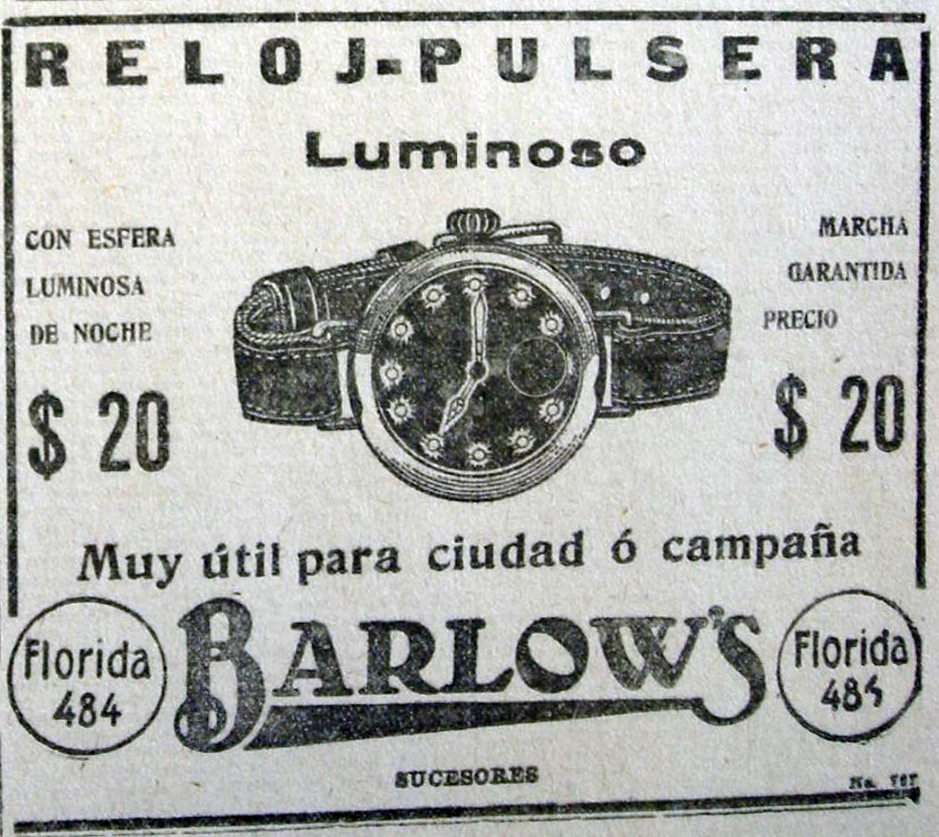 RELOJ-PULSERA
Luminoso
CON ESFERA
LUMINOSA
DE NOCHE
$ 20
MARCHA
GARANTIDA
PRECIO
$ 20
Muy útil para ciudad ó campaña
Florida
484
BARLOW'S
Florida
484
SUCESORES
No.